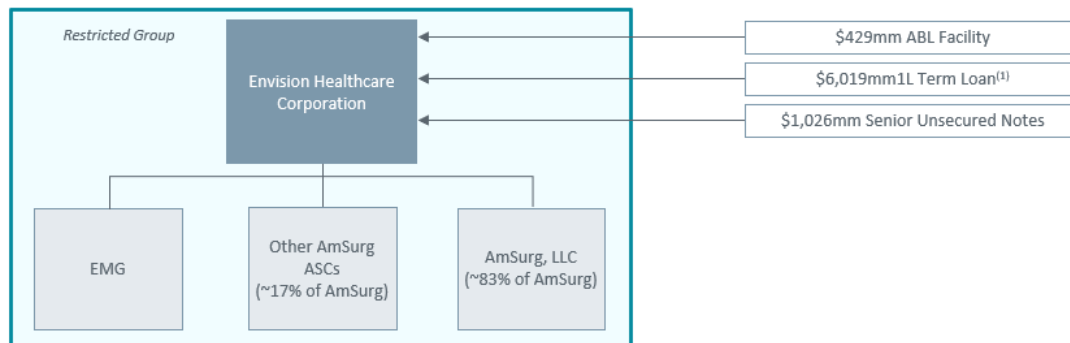 Restricted Group
Envision Healthcare
Corporation
$429mm ABL Facility
$6,019mm1L Term Loan(1)
$1,026mm Senior Unsecured Notes
EMG
Other AmSurg
ASCs
(~17% of AmSurg)
AmSurg, LLC
(~83% of AmSurg)